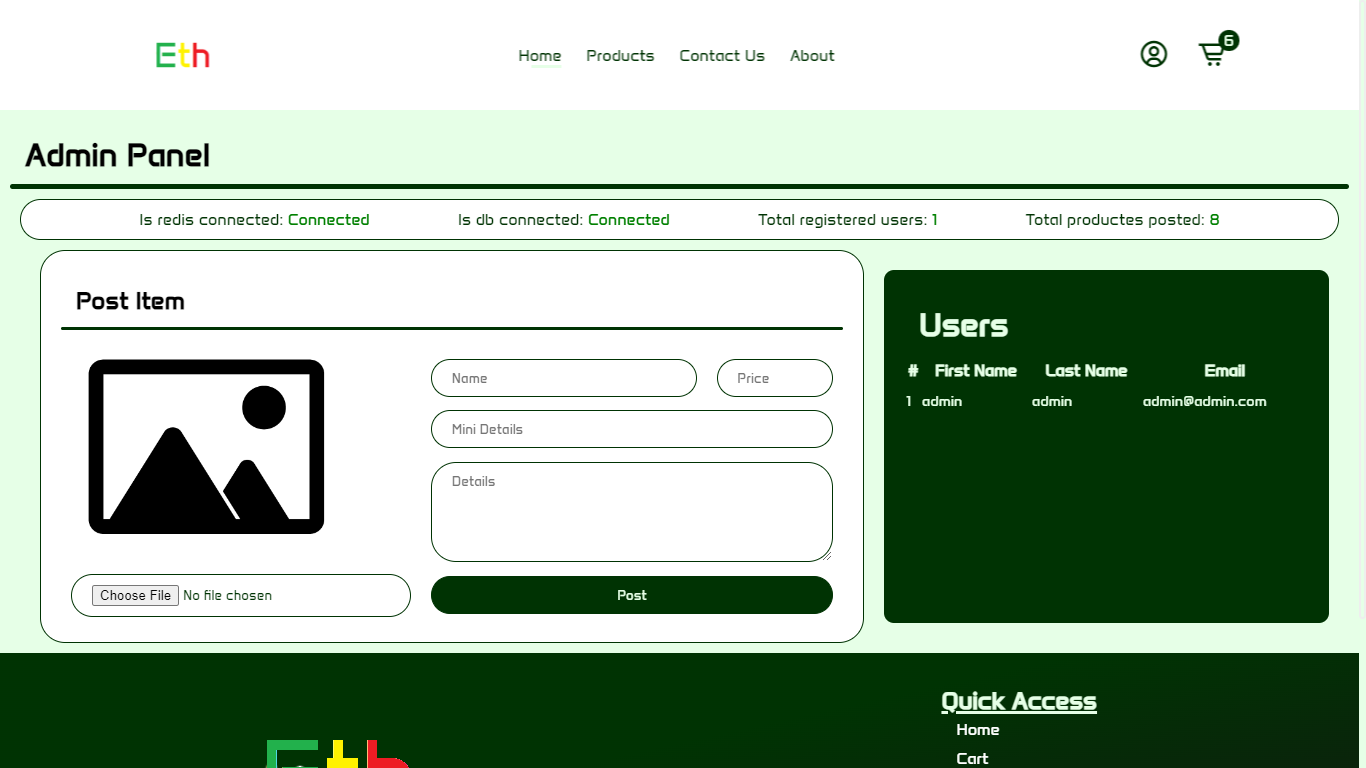 Eth
Home Products Contact Us About
6
Admin Panel
Is redis connected: Connected Is db connected: Connected Total registered users: 1 Total productes posted: 8
Post Item
Name Price
Mini Details
Details
Choose File No file chosen
Post
Users
# First Name Last Name Email
1 admin admin admin@admin.com
Eth
Quick Access
Home
Cart